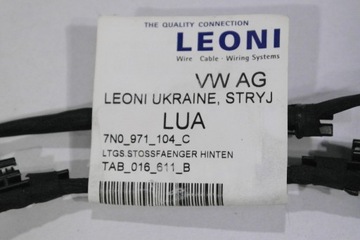 THE QUALITY CONNECTION
LEONI
Wire · Cable · Wiring Systems
VW AG
LEONI UKRAINE, STRYJ
LUA
7N0_971_104_C
LTGS.STOSSFAENGER HINTEN
TAB_016_611_B